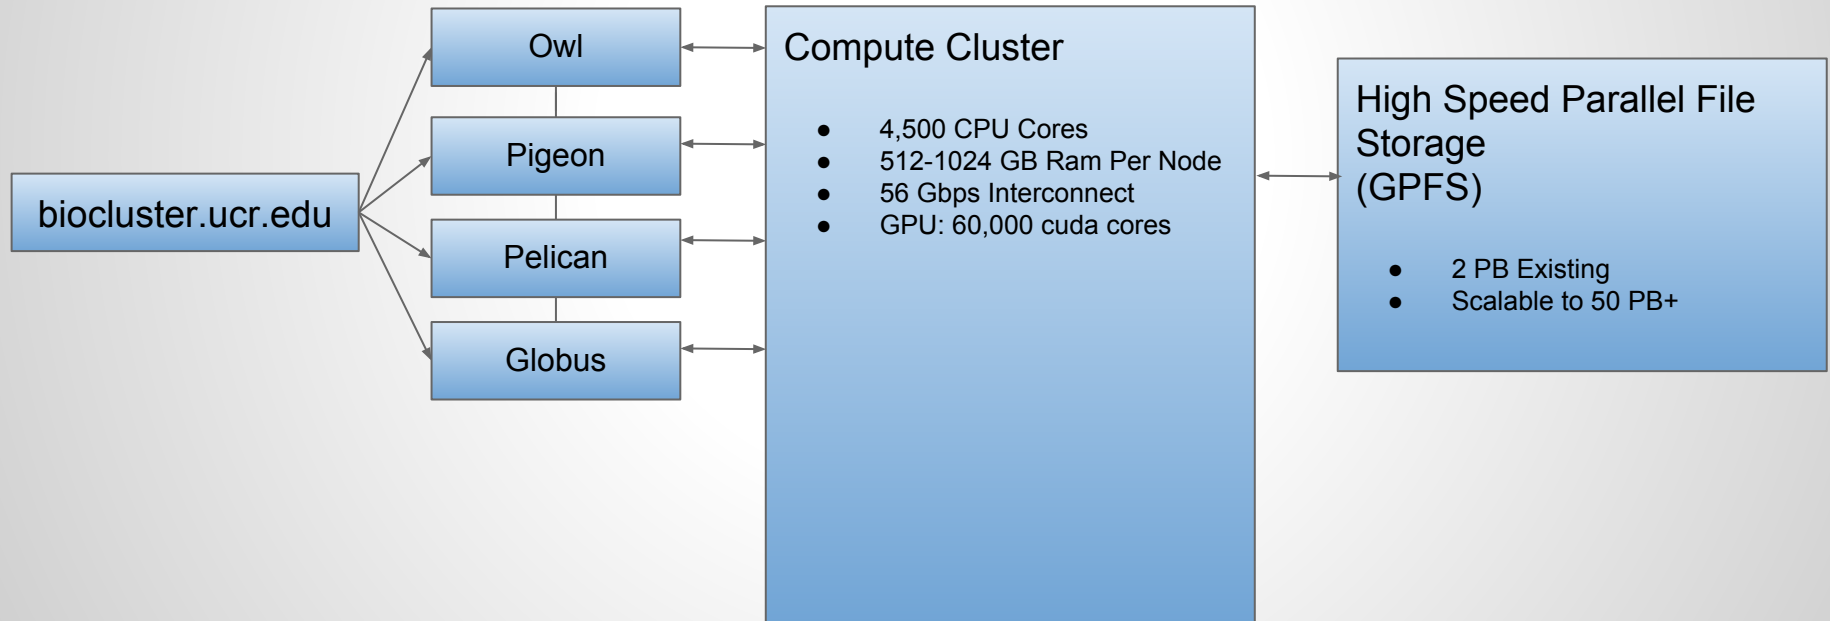 biocluster.ucr.edu
Owl
Pigeon
Pelican
Globus
Compute Cluster
● 4,500 CPU Cores
● 512-1024 GB Ram Per Node
● 56 Gbps Interconnect
● GPU: 60,000 cuda cores
High Speed Parallel File
Storage
(GPFS)
● 2 PB Existing
● Scalable to 50 PB+